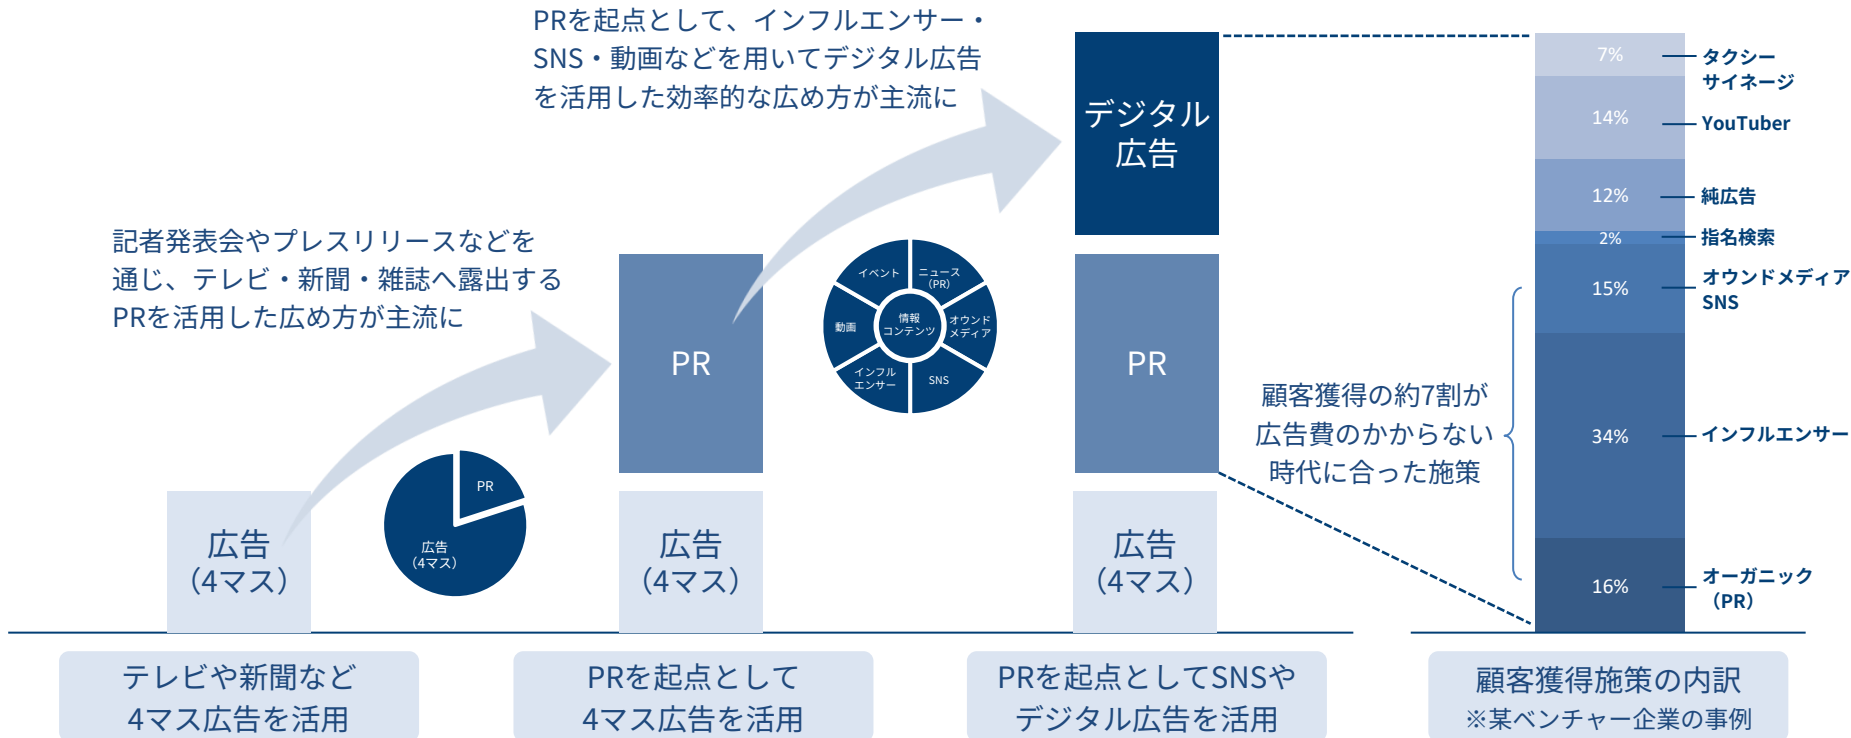 PRを起点として、インフルエンサー・
SNS・動画などを用いてデジタル広告
を活用した効率的な広め方が主流に
記者発表会やプレスリリースなどを
通じ、テレビ・新聞・雑誌へ露出する
PRを活用した広め方が主流に
広告
（4マス）
PR
広告
（4マス）
PR
広告
（4マス）
イベント
ニュース
（PR）
動画
情報
コンテンツ
オウンド
メディア
インフル
エンサー
SNS
デジタル
広告
PR
広告
（4マス）
顧客獲得の約7割が
広告費のかからない
時代に合った施策
7%
タクシー
サイネージ
14%
YouTuber
12%
純広告
2%
指名検索
15%
オウンドメディア
SNS
34%
インフルエンサー
16%
オーガニック
（PR）
テレビや新聞など
4マス広告を活用
PRを起点として
4マス広告を活用
PRを起点としてSNSや
デジタル広告を活用
顧客獲得施策の内訳
※某ベンチャー企業の事例